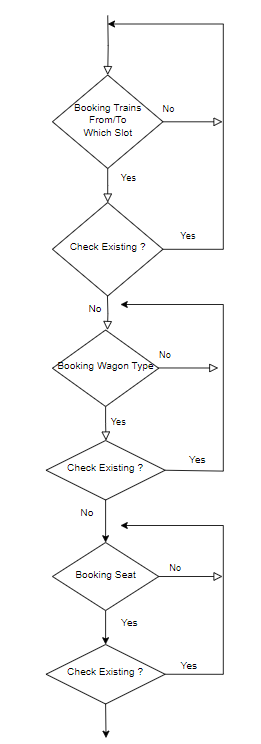 Booking Trains
From/To
Which Slot
No
Yes
Check Existing ?
Yes
No
Booking Wagon Type
No
Yes
Check Existing ?
Yes
No
Booking Seat
No
Yes
Check Existing ?
Yes